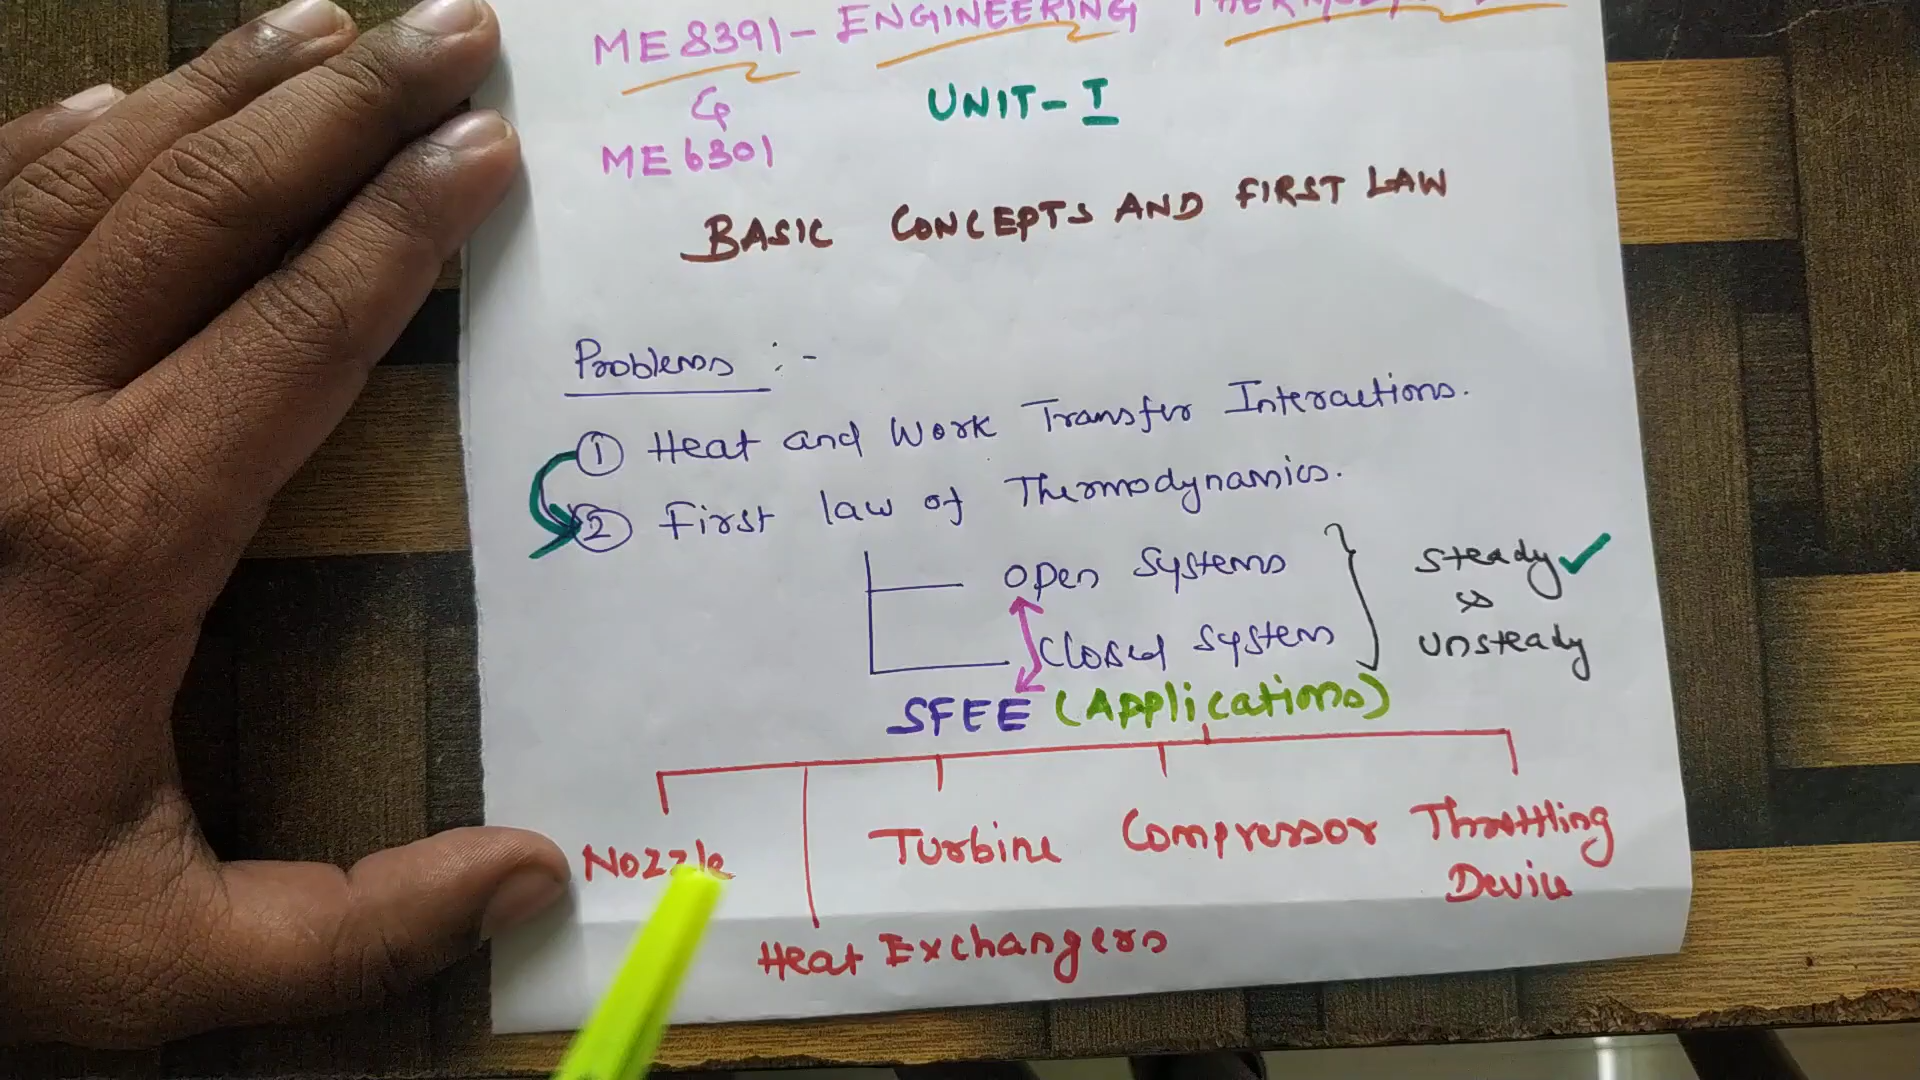 ME8391- ENGINEERING
&
ME6301
UNIT-I
BASIC CONCEPTS AND FIRST LAW
Problems :-
① Heat and Work Transfer Interactions.
② First law of Thermodynamics.
Open Systems
Closed System
steady ✓
or
unsteady
SFEE (Applications)
Nozzle
Heat Exchangers
Turbine
Compressor
Throttling
Device